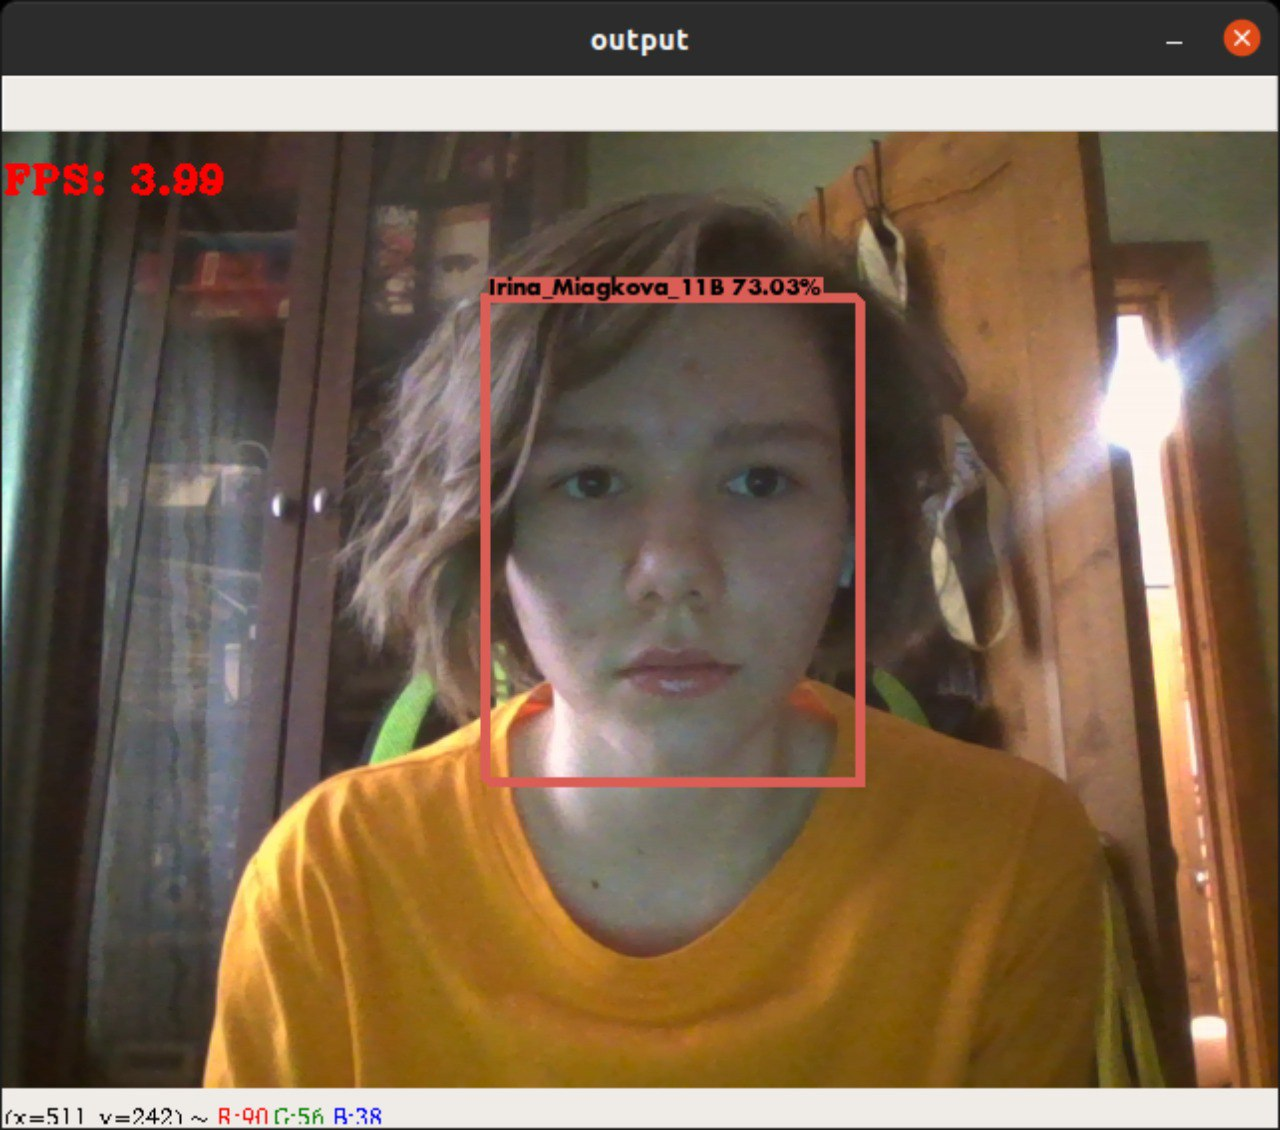 output
FPS: 3.99
Irina_Miagkova_11B 73.03%
(x=511, y=242) ~ R:90 G:56 B:38